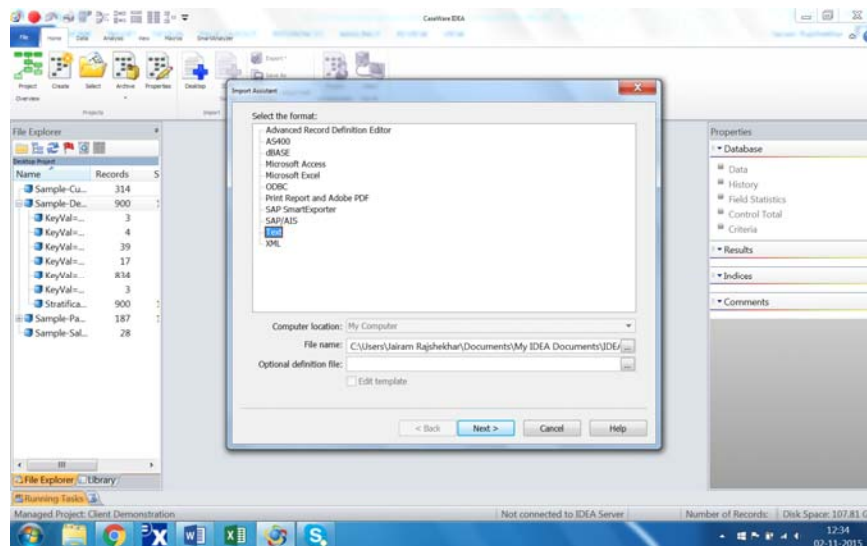 CaseWare IDEA
File Home Data Analysis View Macros SmartAnalyzer
Project Overview
Create
Select
Archive
Properties
Desktop
Export
Save As
Projects
Import
File Explorer
Desktop Project
Name Records S
Sample-Cu... 314
Sample-De... 900
KeyVal=... 3
KeyVal=... 4
KeyVal=... 39
KeyVal=... 17
KeyVal=... 834
KeyVal=... 3
Stratifica... 900
Sample-Pa... 187
Sample-Sal... 28
File Explorer Library
Running Tasks
Import Assistant
Select the format:
Advanced Record Definition Editor
AS400
dBASE
Microsoft Access
Microsoft Excel
ODBC
Print Report and Adobe PDF
SAP SmartExporter
SAP/AIS
Text
XML
Computer location: My Computer
File name: C:\Users\Jairam Rajshekhar\Documents\My IDEA Documents\IDEA
Optional definition file:
Edit template
< Back Next > Cancel Help
Properties
Database
Data
History
Field Statistics
Control Total
Criteria
Results
Indices
Comments
Managed Project: Client Demonstration Not connected to IDEA Server Number of Records: Disk Space: 107.81 G
12:34
02-11-2015